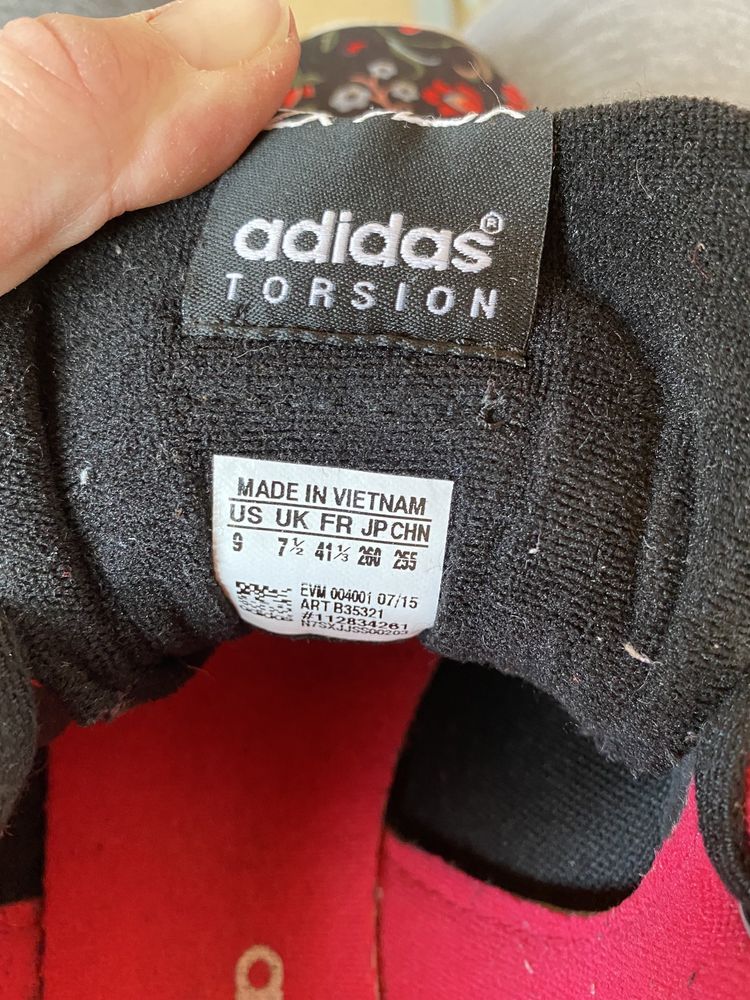 adidas®
TORSION
MADE IN VIETNAM
US UK FR JP CHN
9 7½ 41⅓ 260 255
EVM 004001 07/15
ART B35321
#112834261